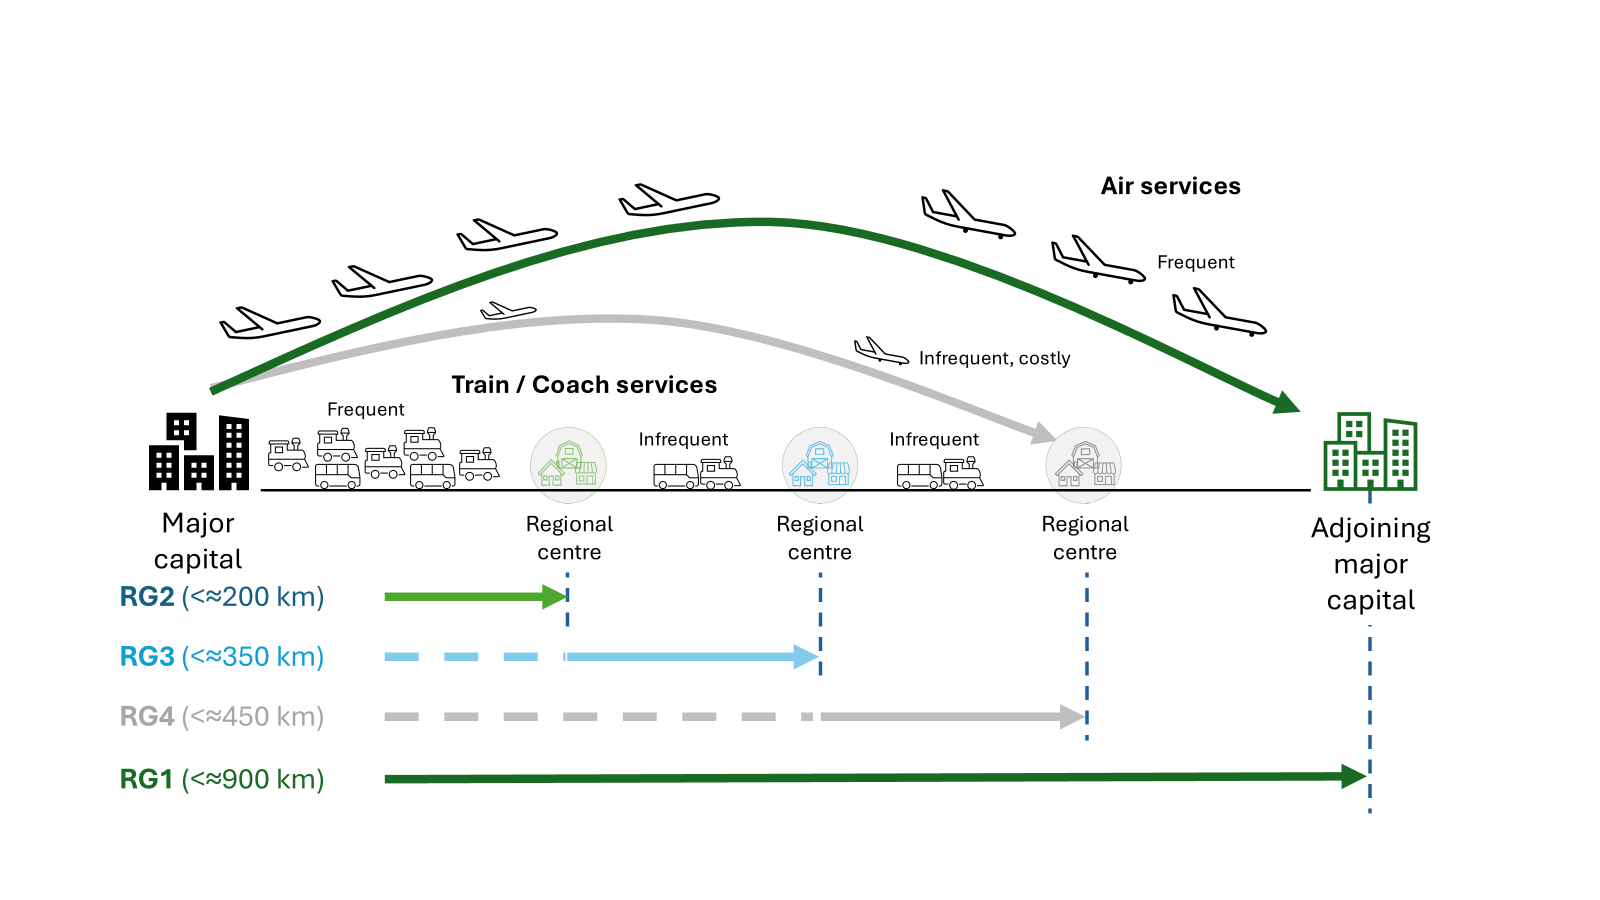 Air services
Frequent
Infrequent, costly
Train / Coach services
Frequent
Infrequent
Infrequent
Major
capital
Regional
centre
Regional
centre
Regional
centre
Adjoining
major
capital
RG2 (<≈200 km)
RG3 (<≈350 km)
RG4 (<≈450 km)
RG1 (<≈900 km)